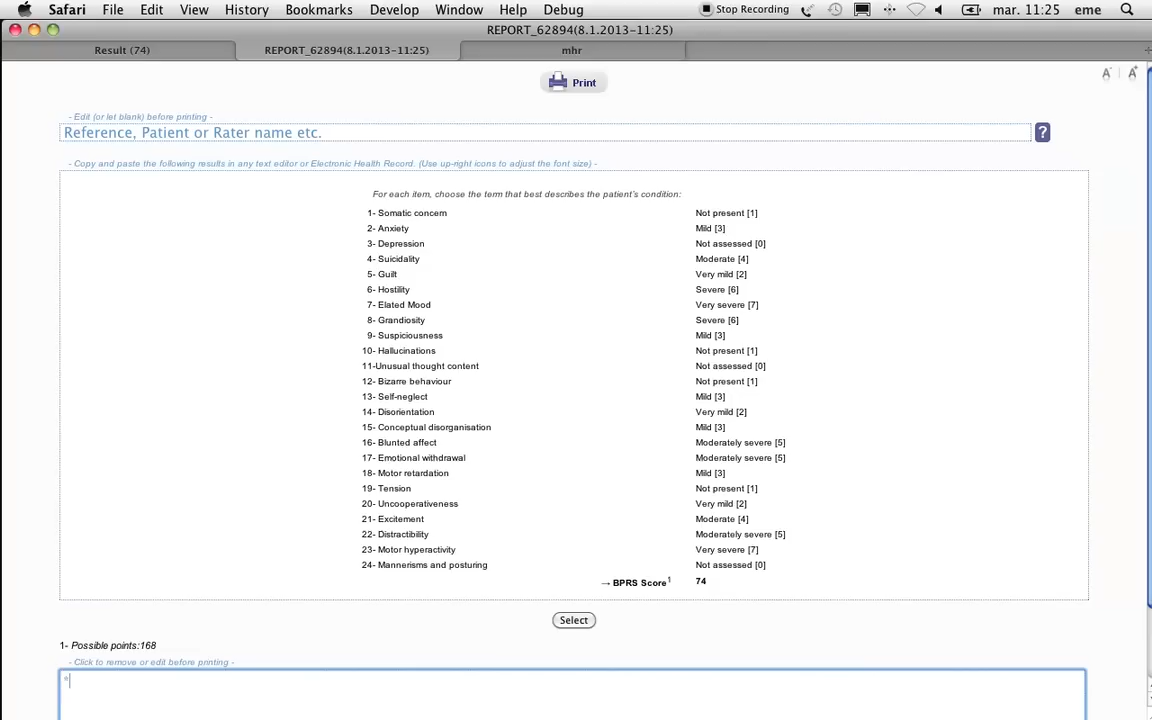 Safari File Edit View History Bookmarks Develop Window Help Debug Stop Recording mar. 11:25 eme
REPORT_62894(8.1.2013-11:25)
Result (74) REPORT_62894(8.1.2013-11:25) mhr
Print A- A+
- Edit (or let blank) before printing -
Reference, Patient or Rater name etc. ?
- Copy and paste the following results in any text editor or Electronic Health Record. (Use up-right icons to adjust the font size) -
For each item, choose the term that best describes the patient's condition:
1- Somatic concern Not present [1]
2- Anxiety Mild [3]
3- Depression Not assessed [0]
4- Suicidality Moderate [4]
5- Guilt Very mild [2]
6- Hostility Severe [6]
7- Elated Mood Very severe [7]
8- Grandiosity Severe [6]
9- Suspiciousness Mild [3]
10- Hallucinations Not present [1]
11-Unusual thought content Not assessed [0]
12- Bizarre behaviour Not present [1]
13- Self-neglect Mild [3]
14- Disorientation Very mild [2]
15- Conceptual disorganisation Mild [3]
16- Blunted affect Moderately severe [5]
17- Emotional withdrawal Moderately severe [5]
18- Motor retardation Mild [3]
19- Tension Not present [1]
20- Uncooperativeness Very mild [2]
21- Excitement Moderate [4]
22- Distractibility Moderately severe [5]
23- Motor hyperactivity Very severe [7]
24- Mannerisms and posturing Not assessed [0]
→ BPRS Score1 74
Select
1- Possible points:168
- Click to remove or edit before printing -